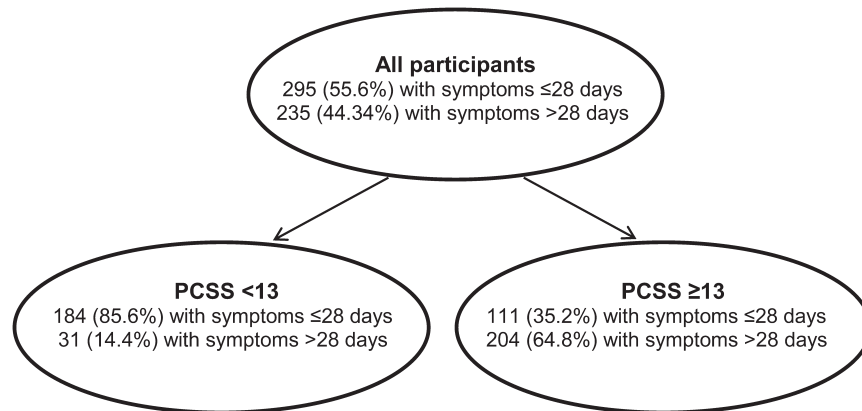 All participants
295 (55.6%) with symptoms ≤28 days
235 (44.34%) with symptoms >28 days
PCSS <13
184 (85.6%) with symptoms ≤28 days
31 (14.4%) with symptoms >28 days
PCSS ≥13
111 (35.2%) with symptoms ≤28 days
204 (64.8%) with symptoms >28 days